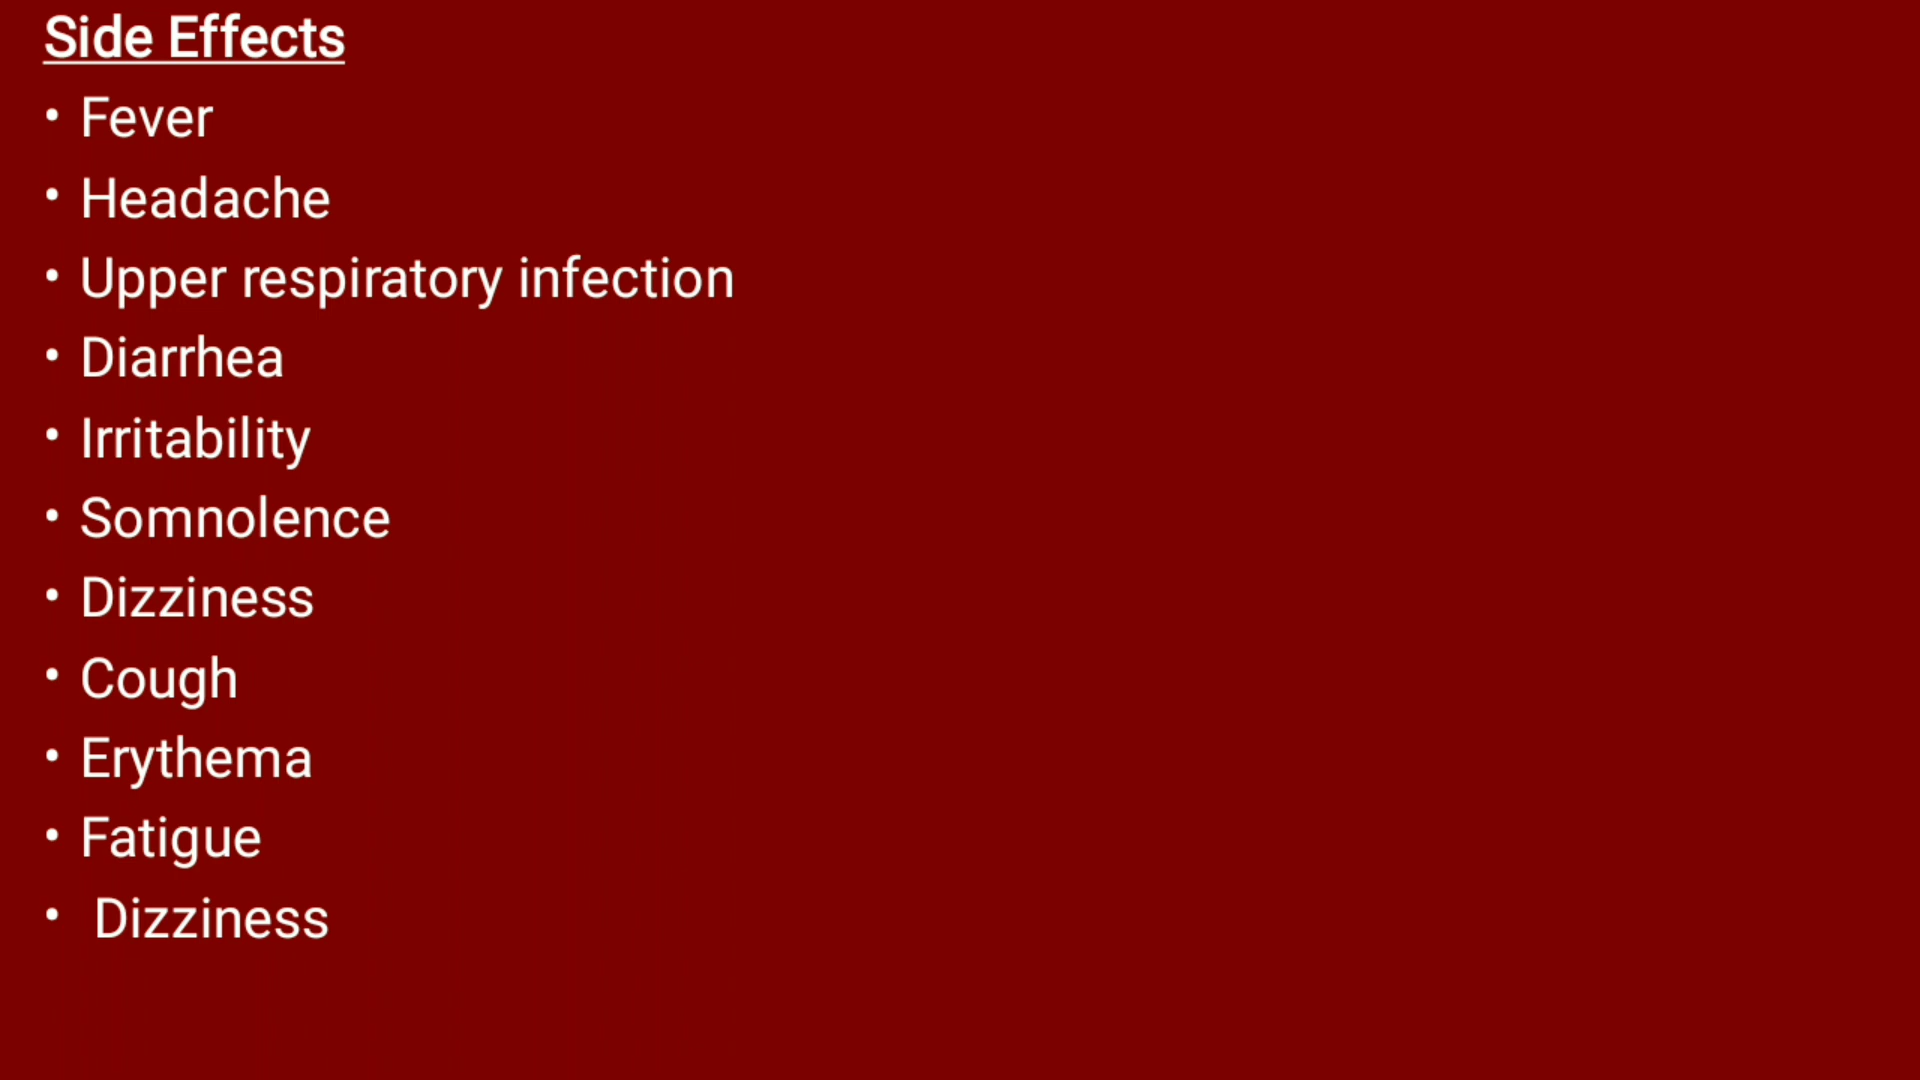 Side Effects
• Fever
• Headache
• Upper respiratory infection
• Diarrhea
• Irritability
• Somnolence
• Dizziness
• Cough
• Erythema
• Fatigue
• Dizziness